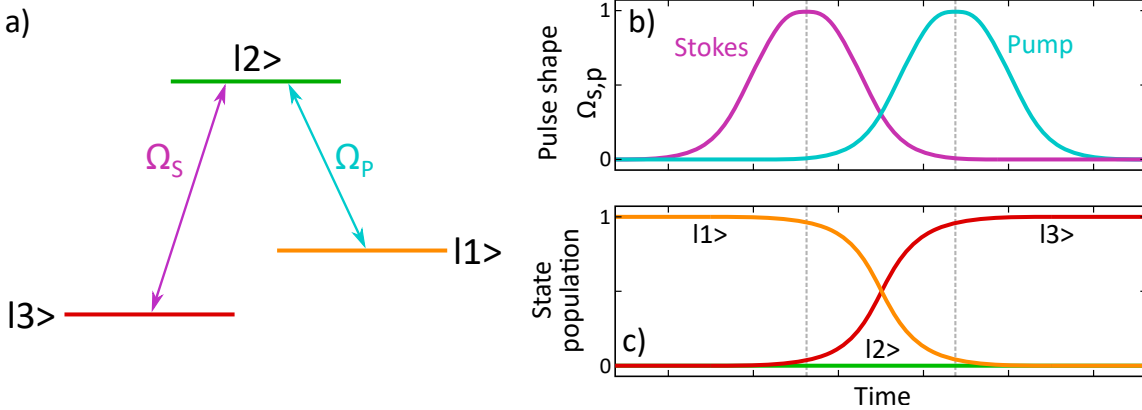 a)
|2>
Ω_S
Ω_P
|1>
|3>
b)
Pulse shape
Ω_S,p
1
0
Stokes
Pump
State
population
1
0
|1>
|3>
|2>
c)
Time